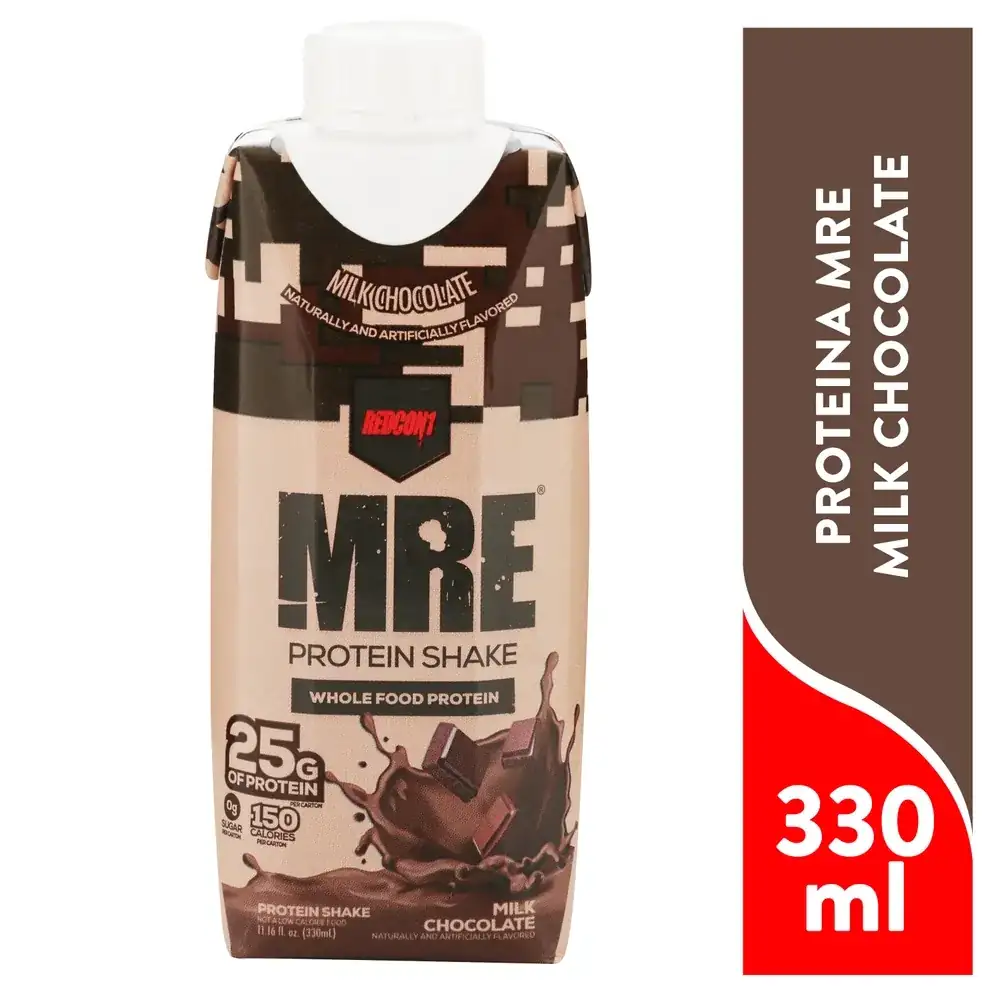 MILK CHOCOLATE
NATURALLY AND ARTIFICIALLY FLAVORED
REDCON1
MRE®
PROTEIN SHAKE
WHOLE FOOD PROTEIN
25G
OF PROTEIN
PER CARTON
0g
SUGAR
PER CARTON
150
CALORIES
PER CARTON
PROTEIN SHAKE
NOT A LOW CALORIE FOOD
11.16 fl. oz. (330mL)
MILK
CHOCOLATE
NATURALLY AND ARTIFICIALLY FLAVORED
PROTEINA MRE
MILK CHOCOLATE
330
ml